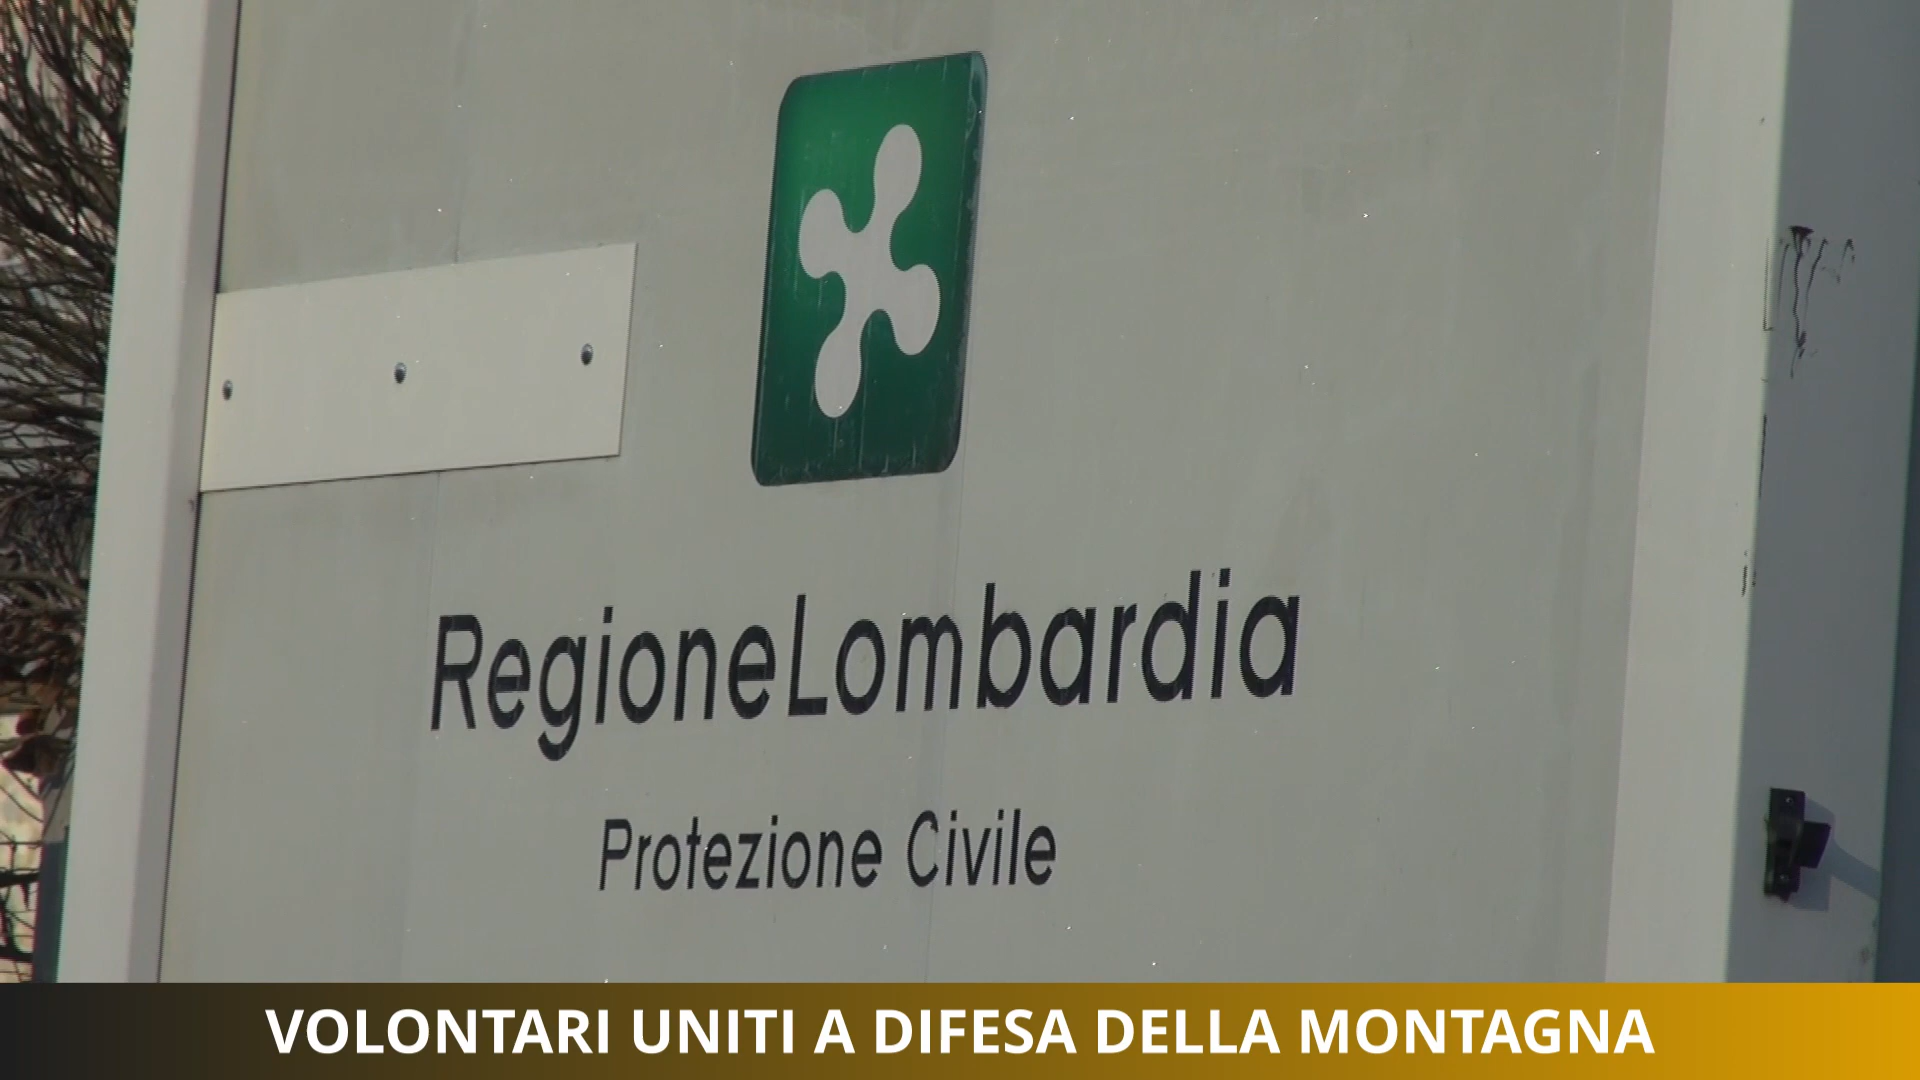 RegioneLombardia
Protezione Civile
VOLONTARI UNITI A DIFESA DELLA MONTAGNA